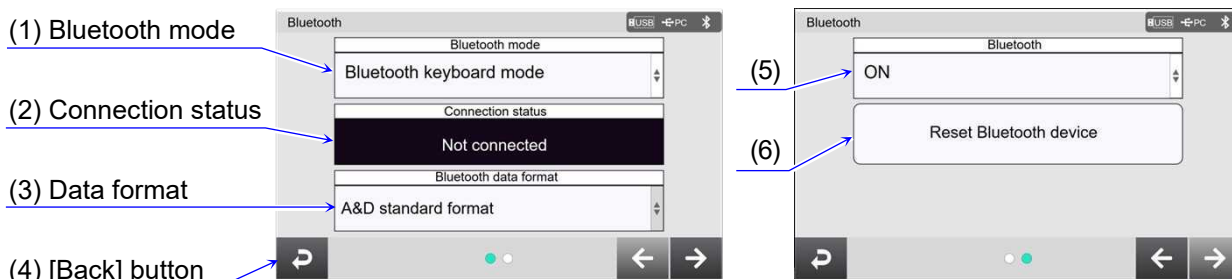 (1) Bluetooth mode
(2) Connection status
(3) Data format
(4) [Back] button
Bluetooth
USB PC
Bluetooth mode
Bluetooth keyboard mode
Connection status
Not connected
Bluetooth data format
A&D standard format
(5)
(6)
Bluetooth
USB PC
Bluetooth
ON
Reset Bluetooth device